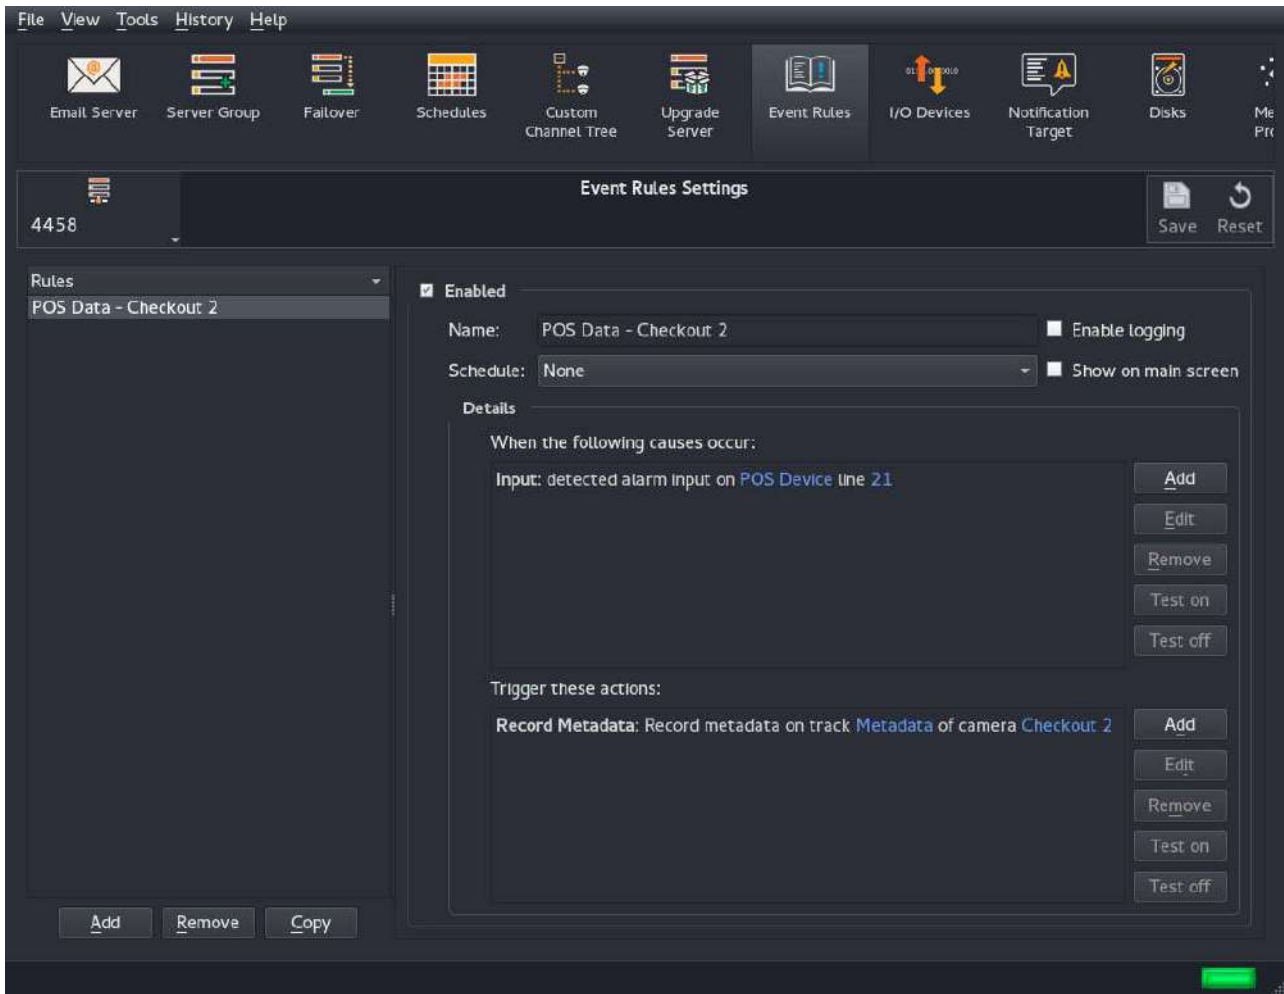 File View Tools History Help
Email Server
Server Group
Failover
Schedules
Custom
Channel Tree
Upgrade
Server
Event Rules
I/O Devices
Notification
Target
Disks
Me
Pro
4458
Event Rules Settings
Save Reset
Rules
POS Data - Checkout 2
Enabled
Name: POS Data - Checkout 2 Enable logging
Schedule: None Show on main screen
Details
When the following causes occur:
Input: detected alarm input on POS Device line 21
Add
Edit
Remove
Test on
Test off
Trigger these actions:
Record Metadata: Record metadata on track Metadata of camera Checkout 2
Add
Edit
Remove
Test on
Test off
Add Remove Copy